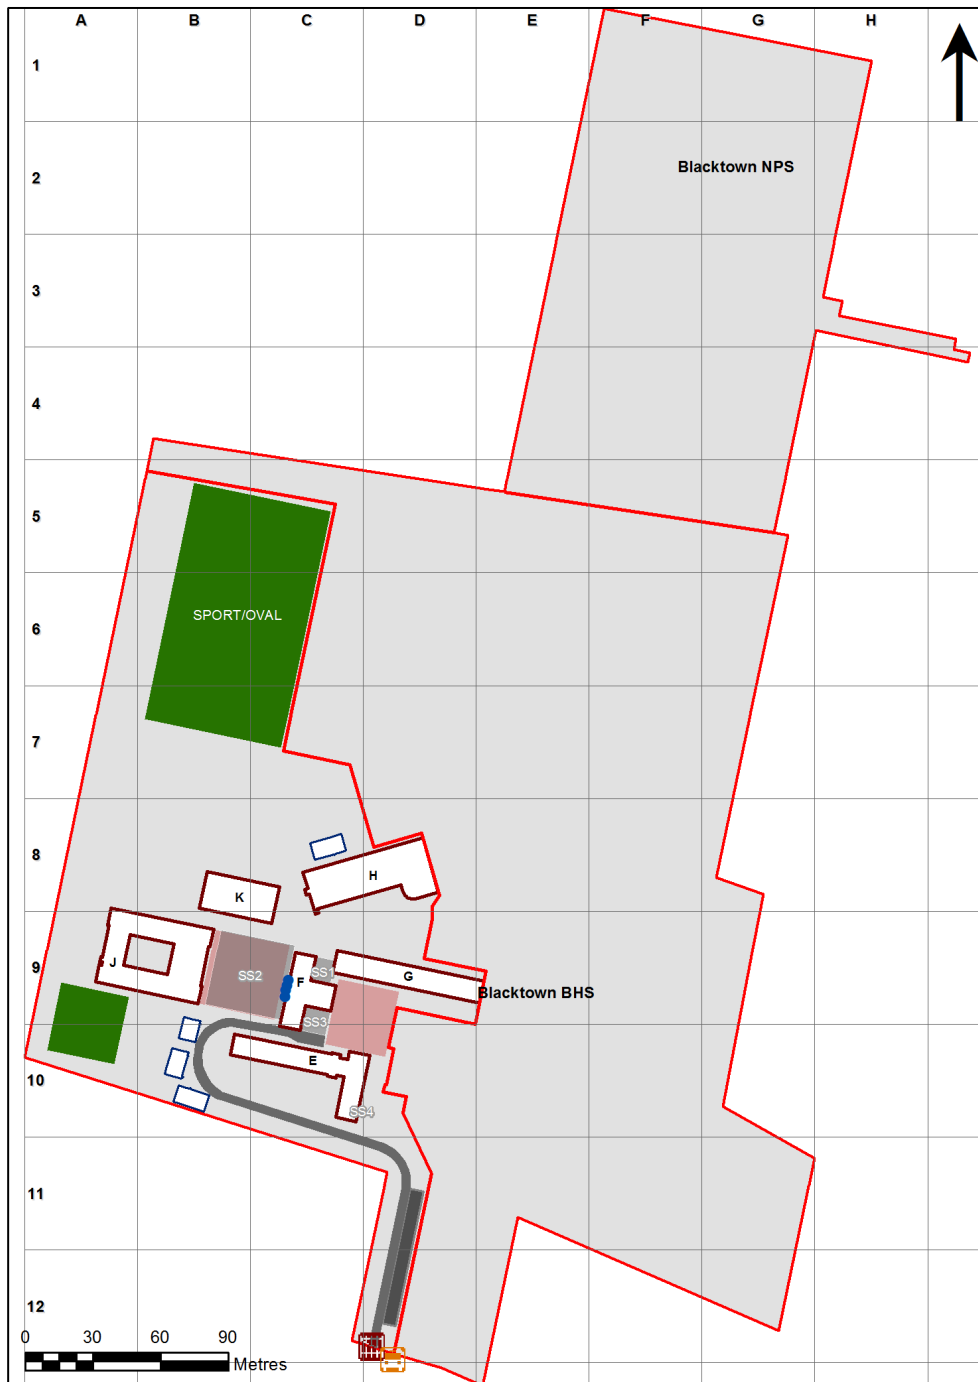 A B C D E F G H
1
Blacktown NPS
2
3
4
5
SPORT/OVAL
6
7
8
H
K
J
SS2
F
SS1
G
9
Blacktown BHS
SS3
E
10
SS4
11
12
0 30 60 90
Metres